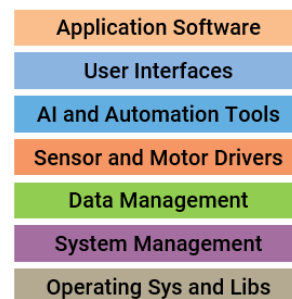 Application Software
User Interfaces
AI and Automation Tools
Sensor and Motor Drivers
Data Management
System Management
Operating Sys and Libs